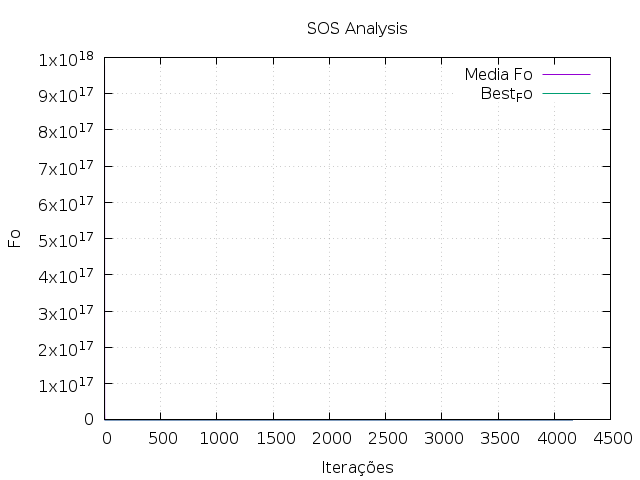 SOS Analysis
1x10^18
9x10^17
8x10^17
7x10^17
6x10^17
5x10^17
4x10^17
3x10^17
2x10^17
1x10^17
0
Fo
Media Fo
Best_Fo
0 500 1000 1500 2000 2500 3000 3500 4000 4500
Iterações